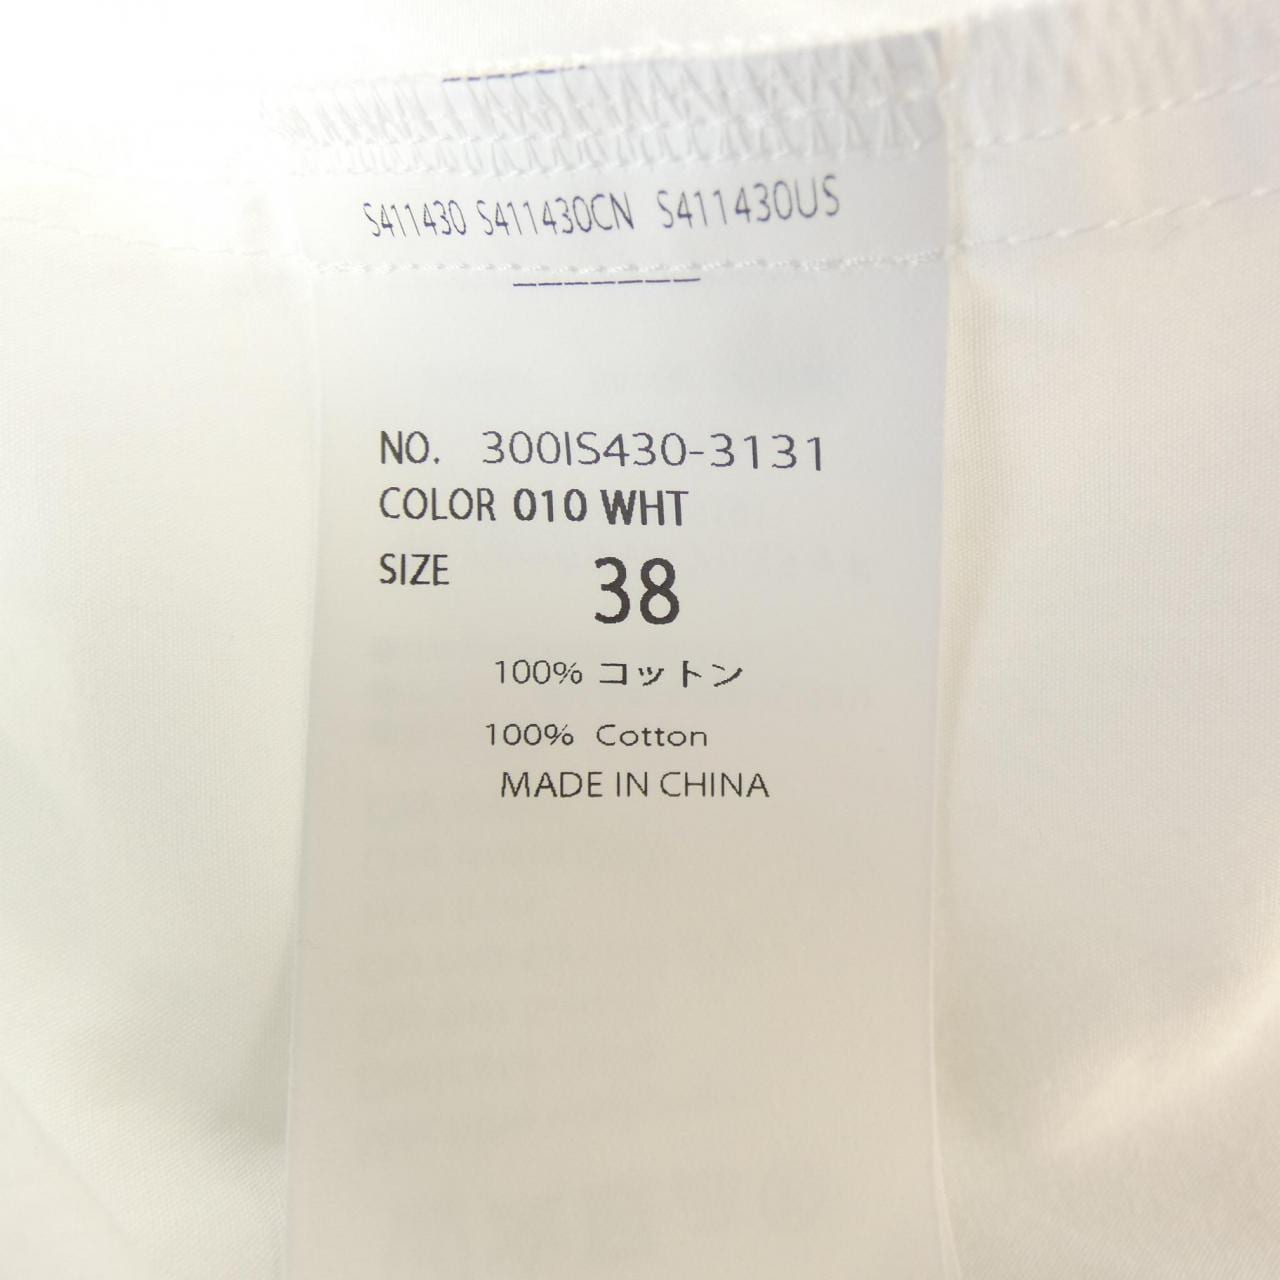 S411430 S411430CN S411430US
NO. 300IS430-3131
COLOR 010 WHT
SIZE 38
100% コットン
100% Cotton
MADE IN CHINA